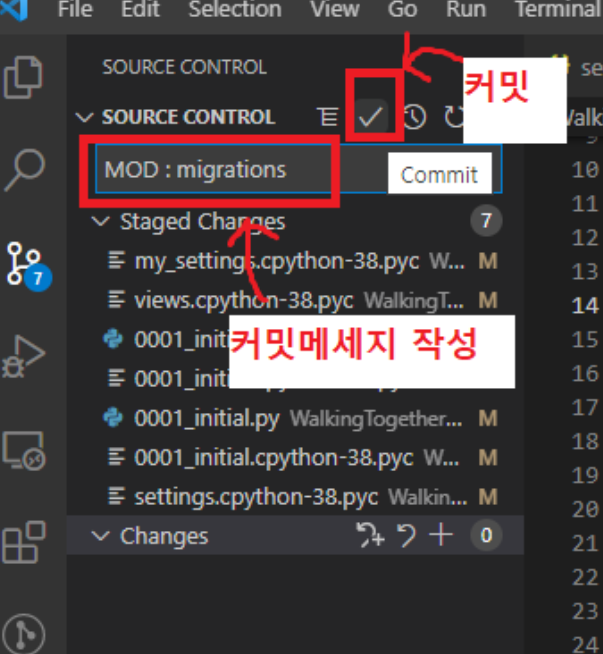 File Edit Selection View Go Run Terminal
SOURCE CONTROL
se
SOURCE CONTROL
커밋
Walk
MOD : migrations
Commit
9
10
11
12
13
14
15
16
17
18
19
20
21
22
23
24
Staged Changes 7
my_settings.cpython-38.pyc W... M
views.cpython-38.pyc WalkingT... M
7
0001_initi
커밋메세지 작성
0001_initi
0001_initial.py WalkingTogether... M
0001_initial.cpython-38.pyc W... M
settings.cpython-38.pyc Walkin... M
Changes 0